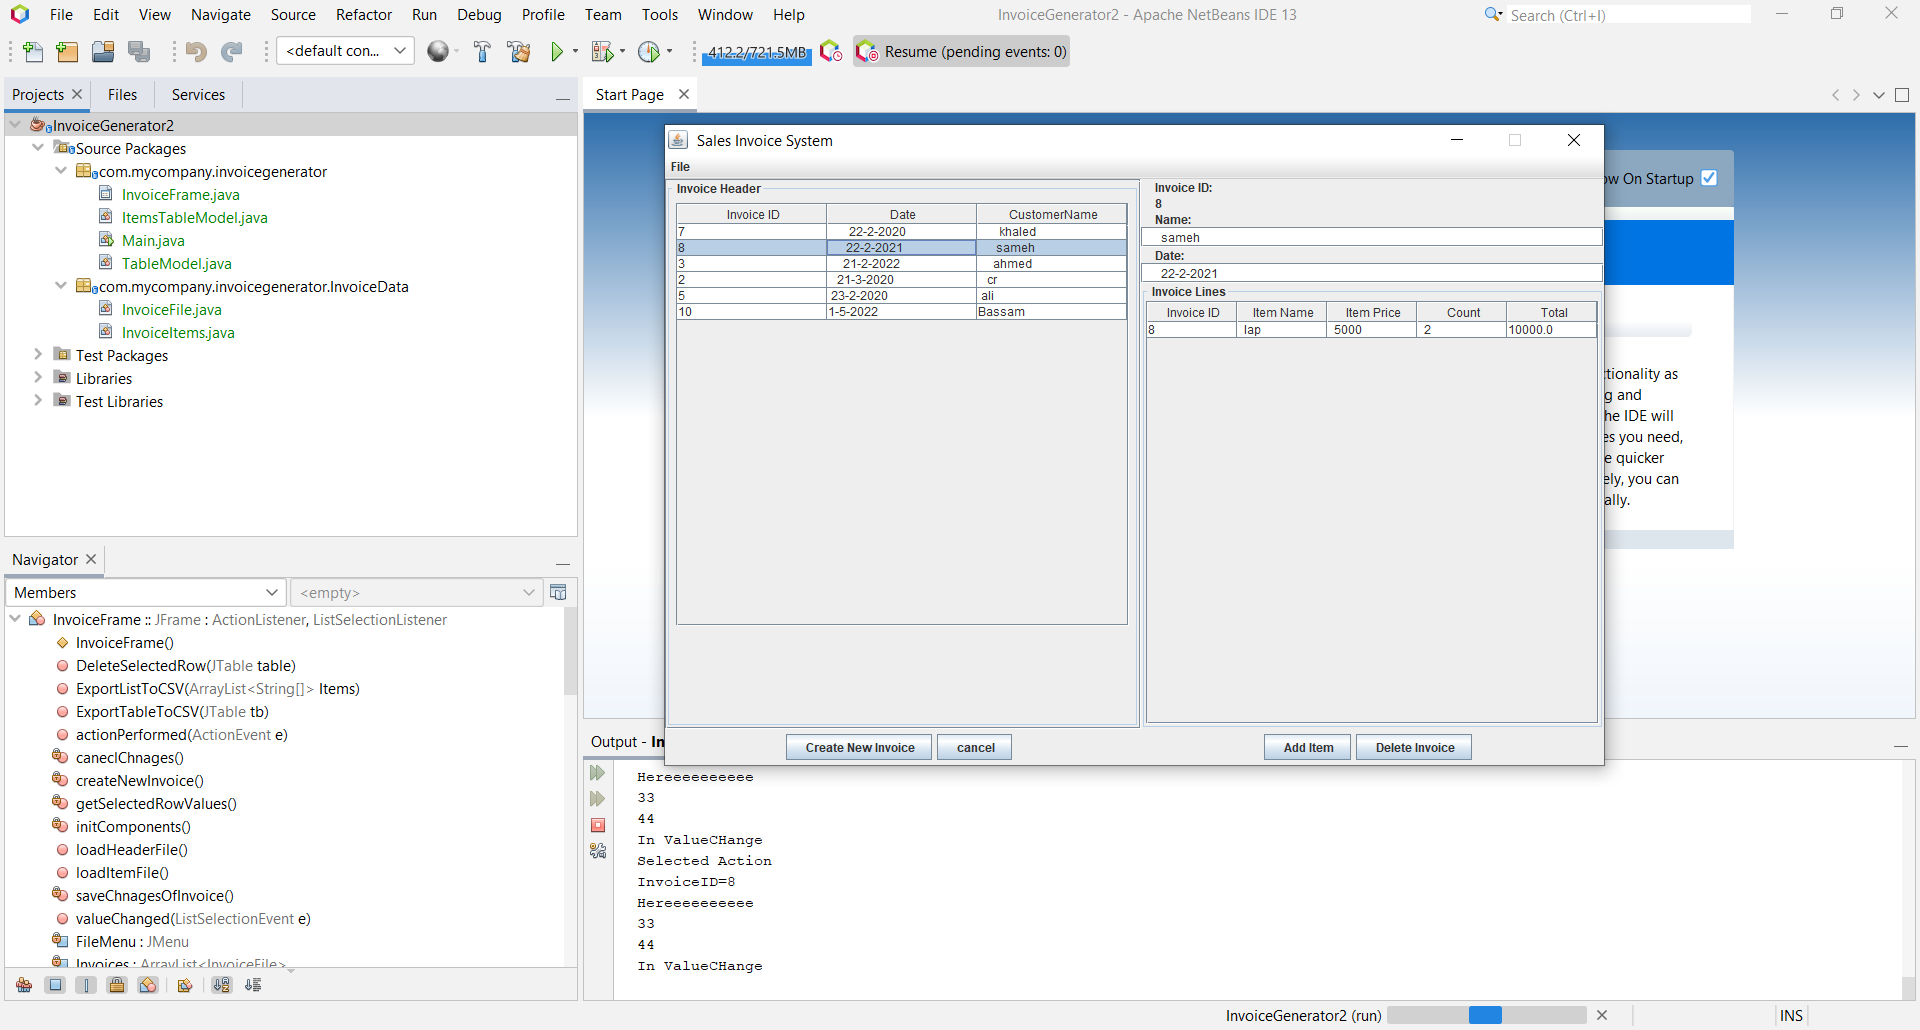 File Edit View Navigate Source Refactor Run Debug Profile Team Tools Window Help
InvoiceGenerator2 - Apache NetBeans IDE 13
Search (Ctrl+I)
<default con...
412.2/721.5MB
Resume (pending events: 0)
Projects Files Services
InvoiceGenerator2
Source Packages
com.mycompany.invoicegenerator
InvoiceFrame.java
ItemsTableModel.java
Main.java
TableModel.java
com.mycompany.invoicegenerator.InvoiceData
InvoiceFile.java
InvoiceItems.java
Test Packages
Libraries
Test Libraries
Navigator
Members
<empty>
InvoiceFrame :: JFrame : ActionListener, ListSelectionListener
InvoiceFrame()
DeleteSelectedRow(JTable table)
ExportListToCSV(ArrayList<String[]> Items)
ExportTableToCSV(JTable tb)
actionPerformed(ActionEvent e)
caneclChnages()
createNewInvoice()
getSelectedRowValues()
initComponents()
loadHeaderFile()
loadItemFile()
saveChnagesOfInvoice()
valueChanged(ListSelectionEvent e)
FileMenu : JMenu
Invoices : ArrayList<InvoiceFile>
Start Page
ow On Startup
tionality as
g and
he IDE will
es you need,
e quicker
ely, you can
ally.
Sales Invoice System
File
Invoice Header
Invoice ID Date CustomerName
7 22-2-2020 khaled
8 22-2-2021 sameh
3 21-2-2022 ahmed
2 21-3-2020 cr
5 23-2-2020 ali
10 1-5-2022 Bassam
Create New Invoice cancel
Invoice ID:
8
Name:
sameh
Date:
22-2-2021
Invoice Lines
Invoice ID Item Name Item Price Count Total
8 lap 5000 2 10000.0
Add Item Delete Invoice
Output - In
Hereeeeeeeeee
33
44
In ValueCHange
Selected Action
InvoiceID=8
Hereeeeeeeeee
33
44
In ValueCHange
InvoiceGenerator2 (run)
INS